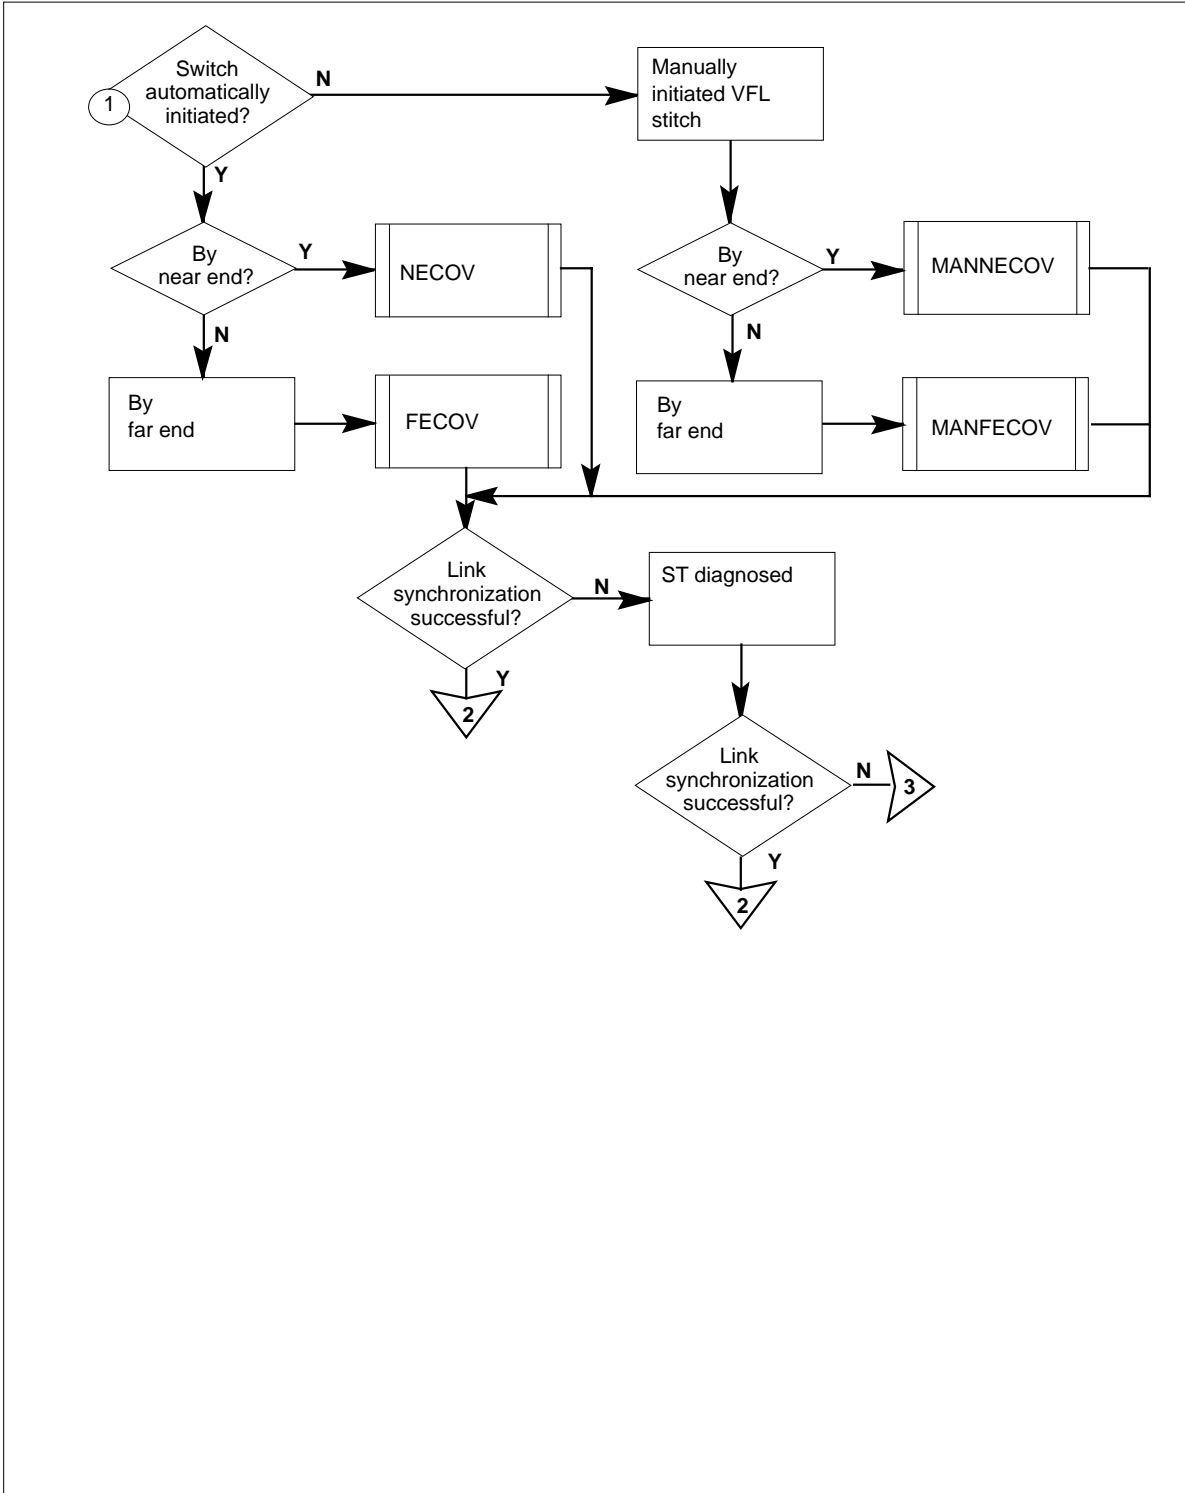 Switch
automatically
initiated?
1
N
Manually
initiated VFL
stitch
Y
By
near end?
Y
NECOV
By
near end?
Y
MANNECOV
N
N
By
far end
FECOV
By
far end
MANFECOV
Link
synchronization
successful?
N
ST diagnosed
Y
2
Link
synchronization
successful?
N
3
Y
2